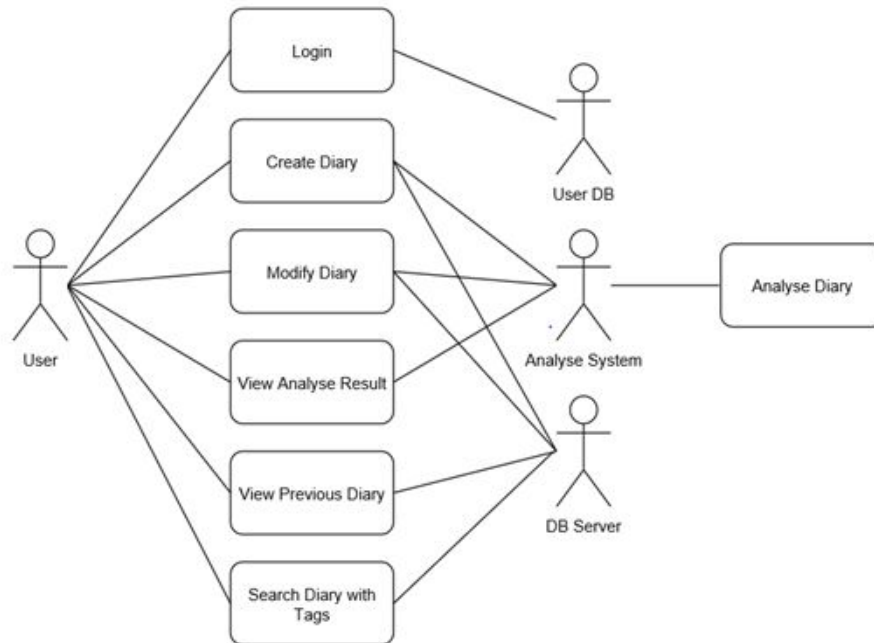 Login
Create Diary
User DB
Modify Diary
Analyse Diary
User
Analyse System
View Analyse Result
View Previous Diary
DB Server
Search Diary with
Tags